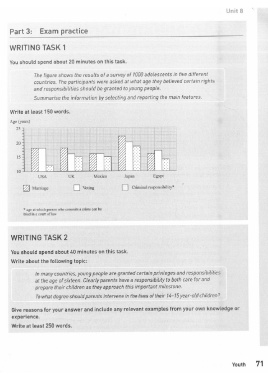 Unit 8
Part 3: Exam practice
WRITING TASK 1
You should spend about 20 minutes on this task.
The figure shows the results of a survey of 1000 adolescents in five different
countries. The participants were asked at what age they believed certain rights
and responsibilities should be granted to young people.
Summarise the information by selecting and reporting the main features.
Write at least 150 words.
Age (years)
25
20
15
10
USA UK Mexico Japan Egypt
Marriage Voting Criminal responsibility*
* age at which person who commits a crime can be
tried in a court of law
WRITING TASK 2
You should spend about 40 minutes on this task.
Write about the following topic:
In many countries, young people are granted certain privileges and responsibilities
at the age of sixteen. Clearly parents have a responsibility to both care for and
prepare their children as they approach this important milestone.
To what degree should parents intervene in the lives of their 14–15 year-old children?
Give reasons for your answer and include any relevant examples from your own knowledge or
experience.
Write at least 250 words.
Youth 71